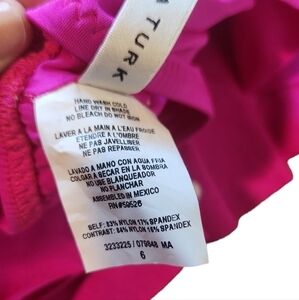 TURK
HAND WASH COLD
LINE DRY IN SHADE
NO BLEACH DO NOT IRON
LAVER A LA MAIN A L'EAU FROIDE
ETENDRE A L'OMBRE
NE PAS JAVELLISER
NE PAS REPASSER
LAVADO A MANO CON AGUA FRIA
COLGAR A SECAR EN LA SOMBRA
NO USE BLANQUEADOR
NO PLANCHAR
ASSEMBLED IN MEXICO
RN#59526
SELF: 83% NYLON 17% SPANDEX
CONTRAST: 84% NYLON 16% SPANDEX
3233225 / 079848 MA
6